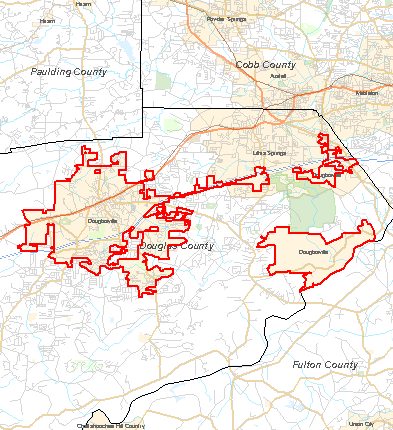 Hiram
Hiram
Powder Springs
Paulding County
Cobb County
Austell
Mableton
Lithia Springs
Douglasville
Douglasville
Douglas County
Douglasville
Fulton County
Chattahoochee Hill Country
Union City